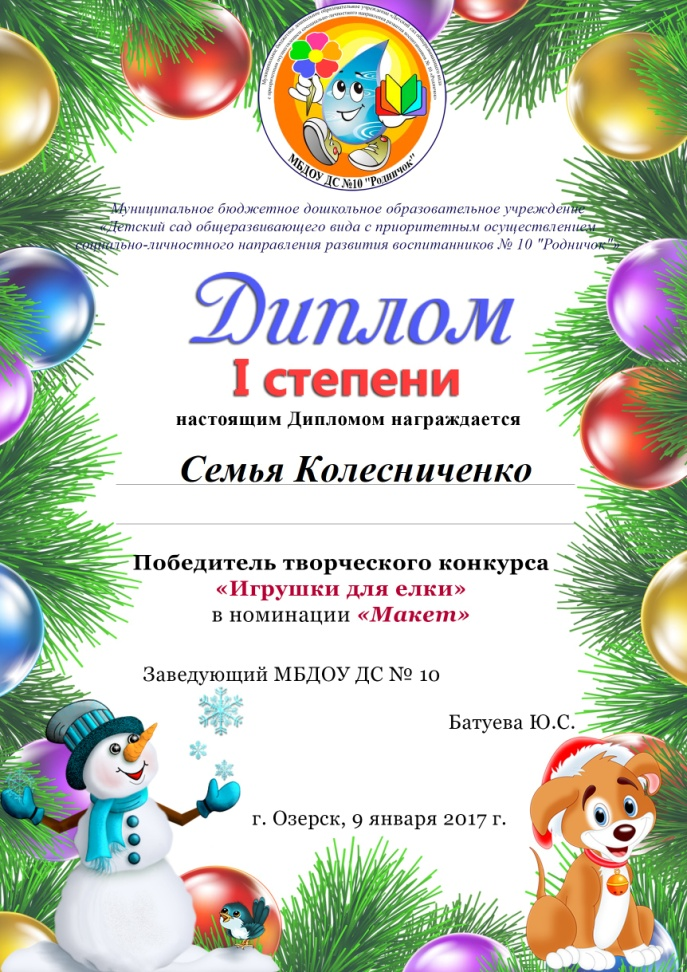 МБДОУ ДС №10 "Родничок"
Муниципальное бюджетное дошкольное образовательное учреждение
«Детский сад общеразвивающего вида с приоритетным осуществлением
социально-личностного направления развития воспитанников № 10 "Родничок"»
Диплом
I степени
настоящим Дипломом награждается
Семья Колесниченко
Победитель творческого конкурса
«Игрушки для елки»
в номинации «Макет»
Заведующий МБДОУ ДС № 10
Батуева Ю.С.
г. Озерск, 9 января 2017 г.